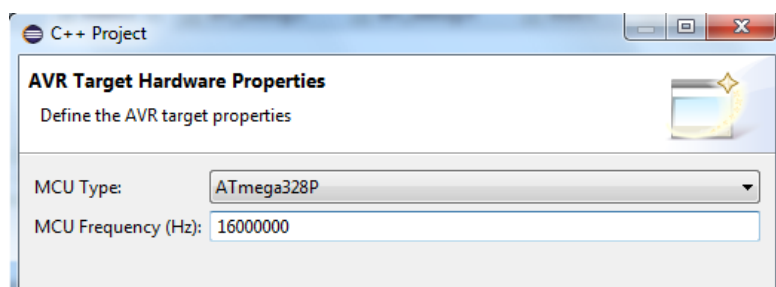 C++ Project
AVR Target Hardware Properties
Define the AVR target properties
MCU Type: ATmega328P
MCU Frequency (Hz): 16000000